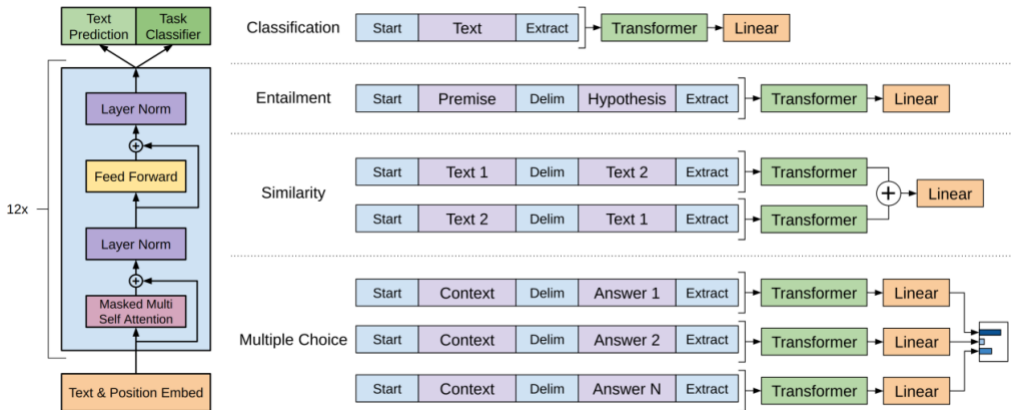 Text
Prediction
Task
Classifier
12x
Layer Norm
Feed Forward
Layer Norm
Masked Multi
Self Attention
Text & Position Embed
Classification
Start
Text
Extract
Transformer
Linear
Entailment
Start
Premise
Delim
Hypothesis
Extract
Transformer
Linear
Similarity
Start
Text 1
Delim
Text 2
Extract
Transformer
Start
Text 2
Delim
Text 1
Extract
Transformer
+
Linear
Multiple Choice
Start
Context
Delim
Answer 1
Extract
Transformer
Linear
Start
Context
Delim
Answer 2
Extract
Transformer
Linear
Start
Context
Delim
Answer N
Extract
Transformer
Linear